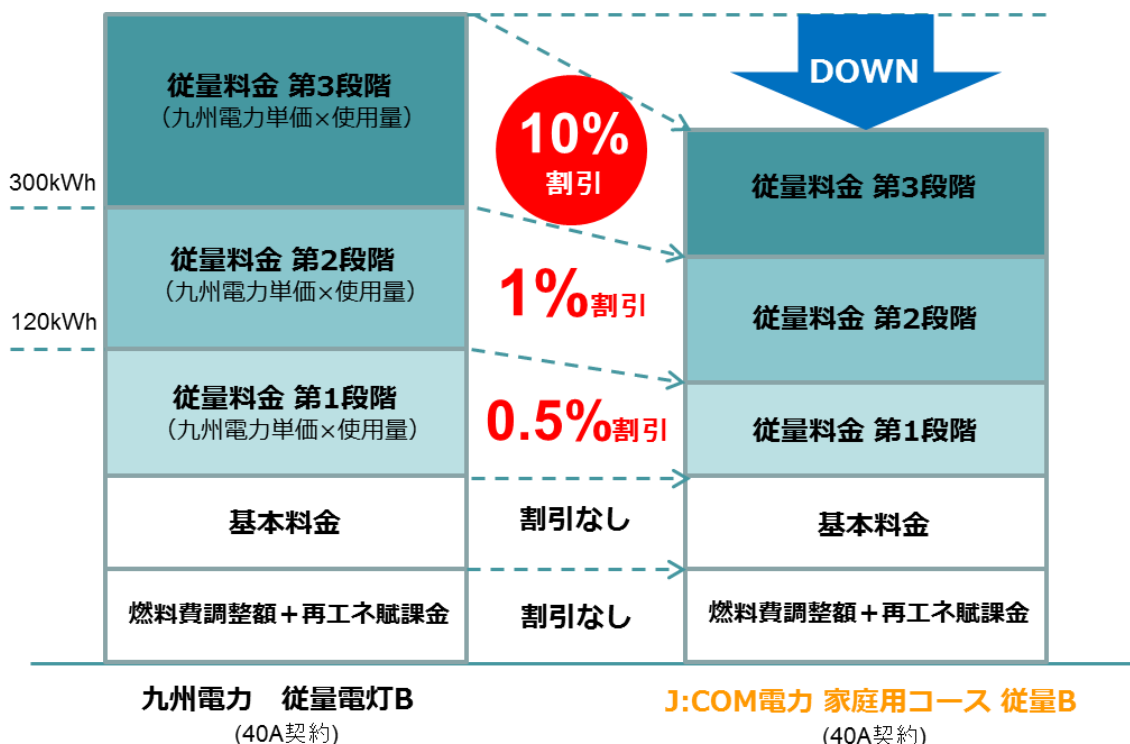 従量料金 第3段階
（九州電力単価×使用量）
300kWh
従量料金 第2段階
（九州電力単価×使用量）
120kWh
従量料金 第1段階
（九州電力単価×使用量）
基本料金
燃料費調整額＋再エネ賦課金
九州電力　従量電灯B
(40A契約)
10%
割引
1%割引
0.5%割引
割引なし
割引なし
DOWN
従量料金 第3段階
従量料金 第2段階
従量料金 第1段階
基本料金
燃料費調整額＋再エネ賦課金
J:COM電力 家庭用コース 従量B
(40A契約)